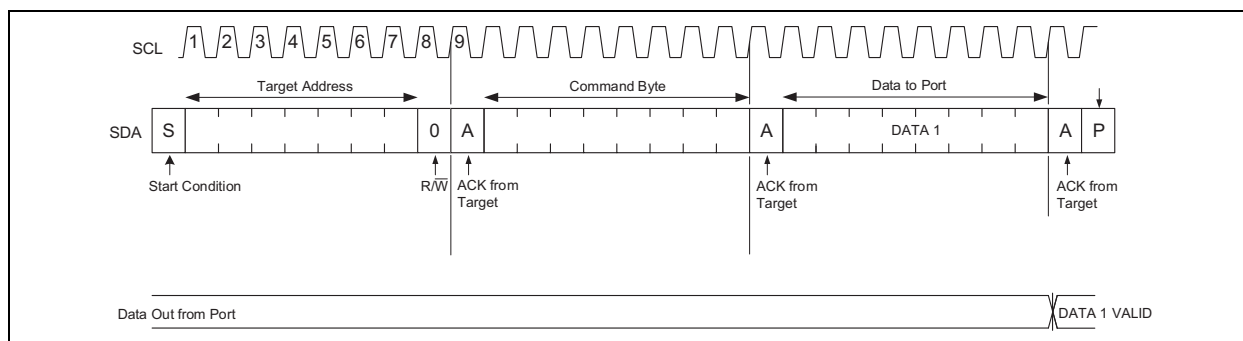 SCL 1 2 3 4 5 6 7 8 9
Target Address
Command Byte
Data to Port
SDA S 0 A A DATA 1 A P
Start Condition
R/W̅
ACK from
Target
ACK from
Target
ACK from
Target
Data Out from Port
DATA 1 VALID